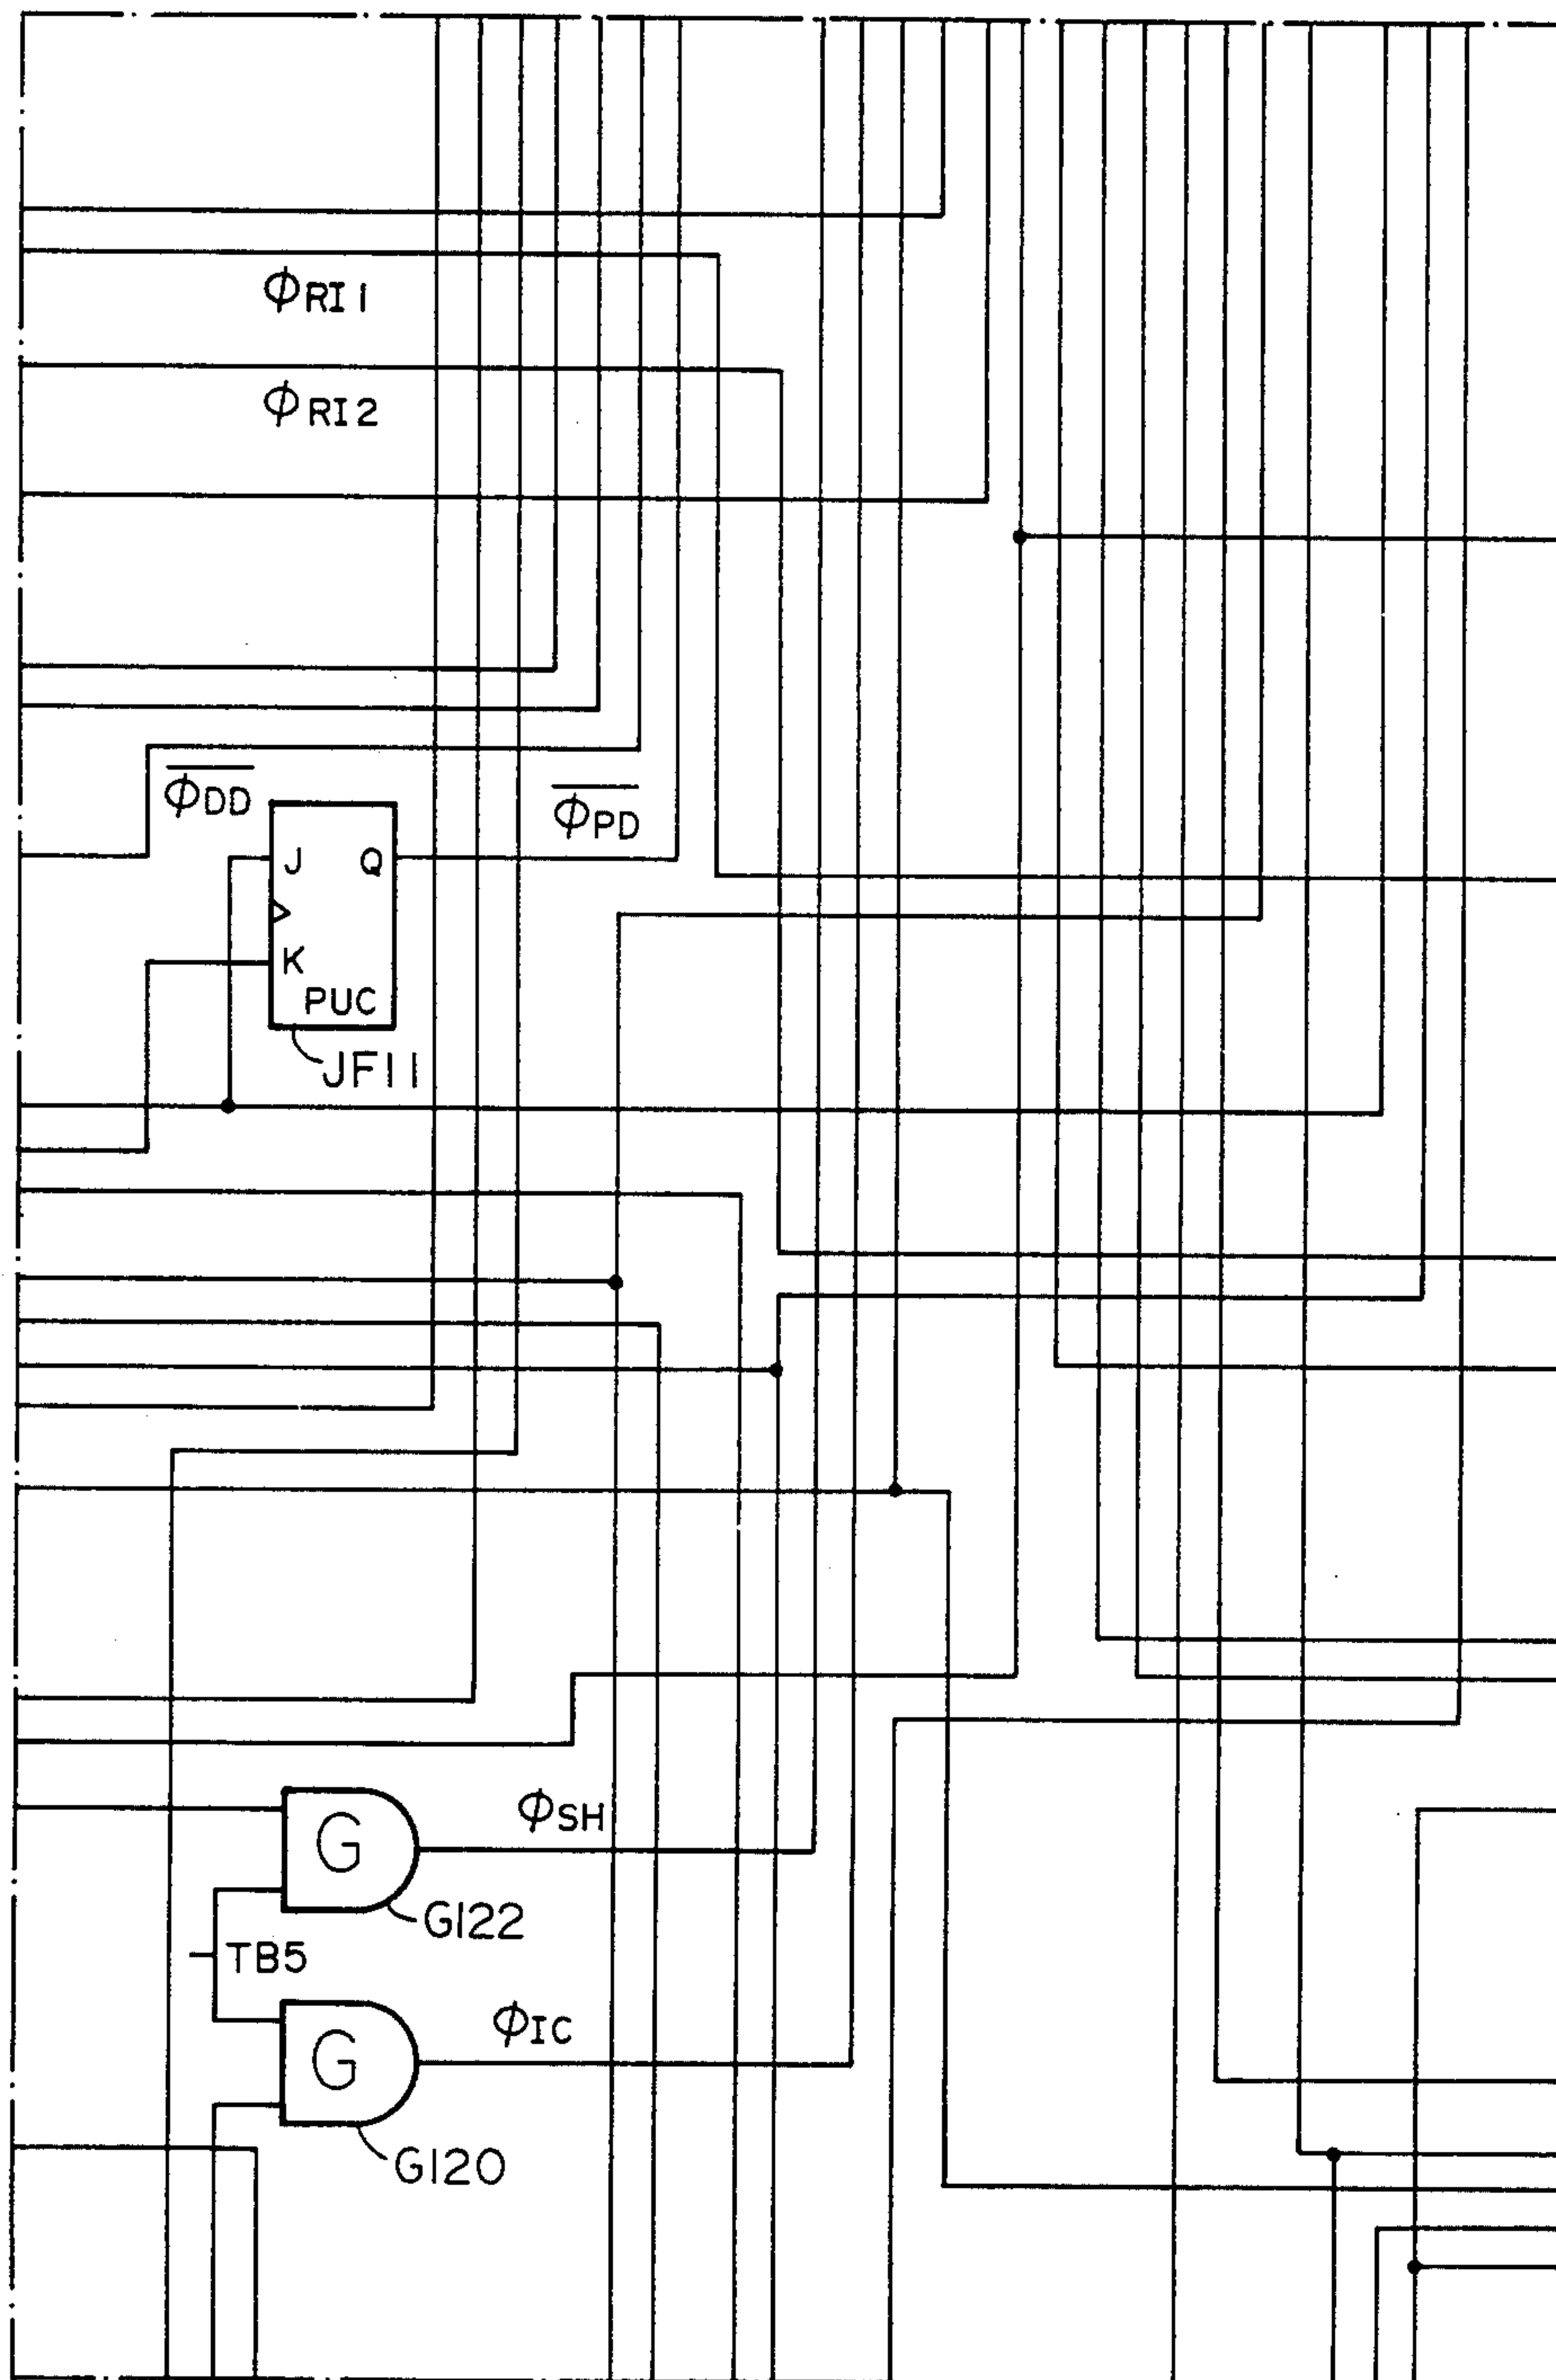 ϕRI1
ϕRI2
ϕDD
ϕPD
J Q
K
PUC
JF11
ϕSH
G
G122
TB5
ϕIC
G
G120